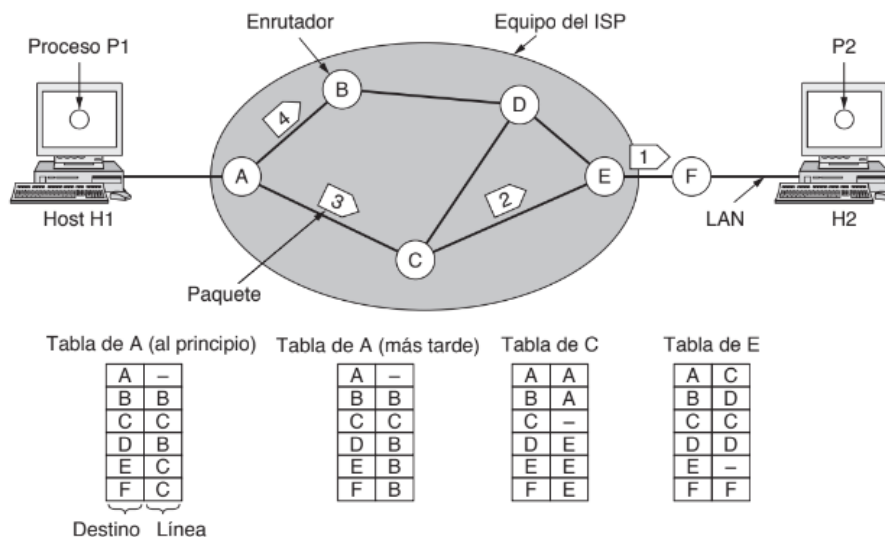 Enrutador
Equipo del ISP
Proceso P1
P2
B
D
4
A
3
2
E
1
F
C
Host H1
LAN
H2
Paquete
Tabla de A (al principio)
A –
B B
C C
D B
E C
F C
Destino Línea
Tabla de A (más tarde)
A –
B B
C C
D B
E B
F B
Tabla de C
A A
B A
C –
D E
E E
F E
Tabla de E
A C
B D
C C
D D
E –
F F